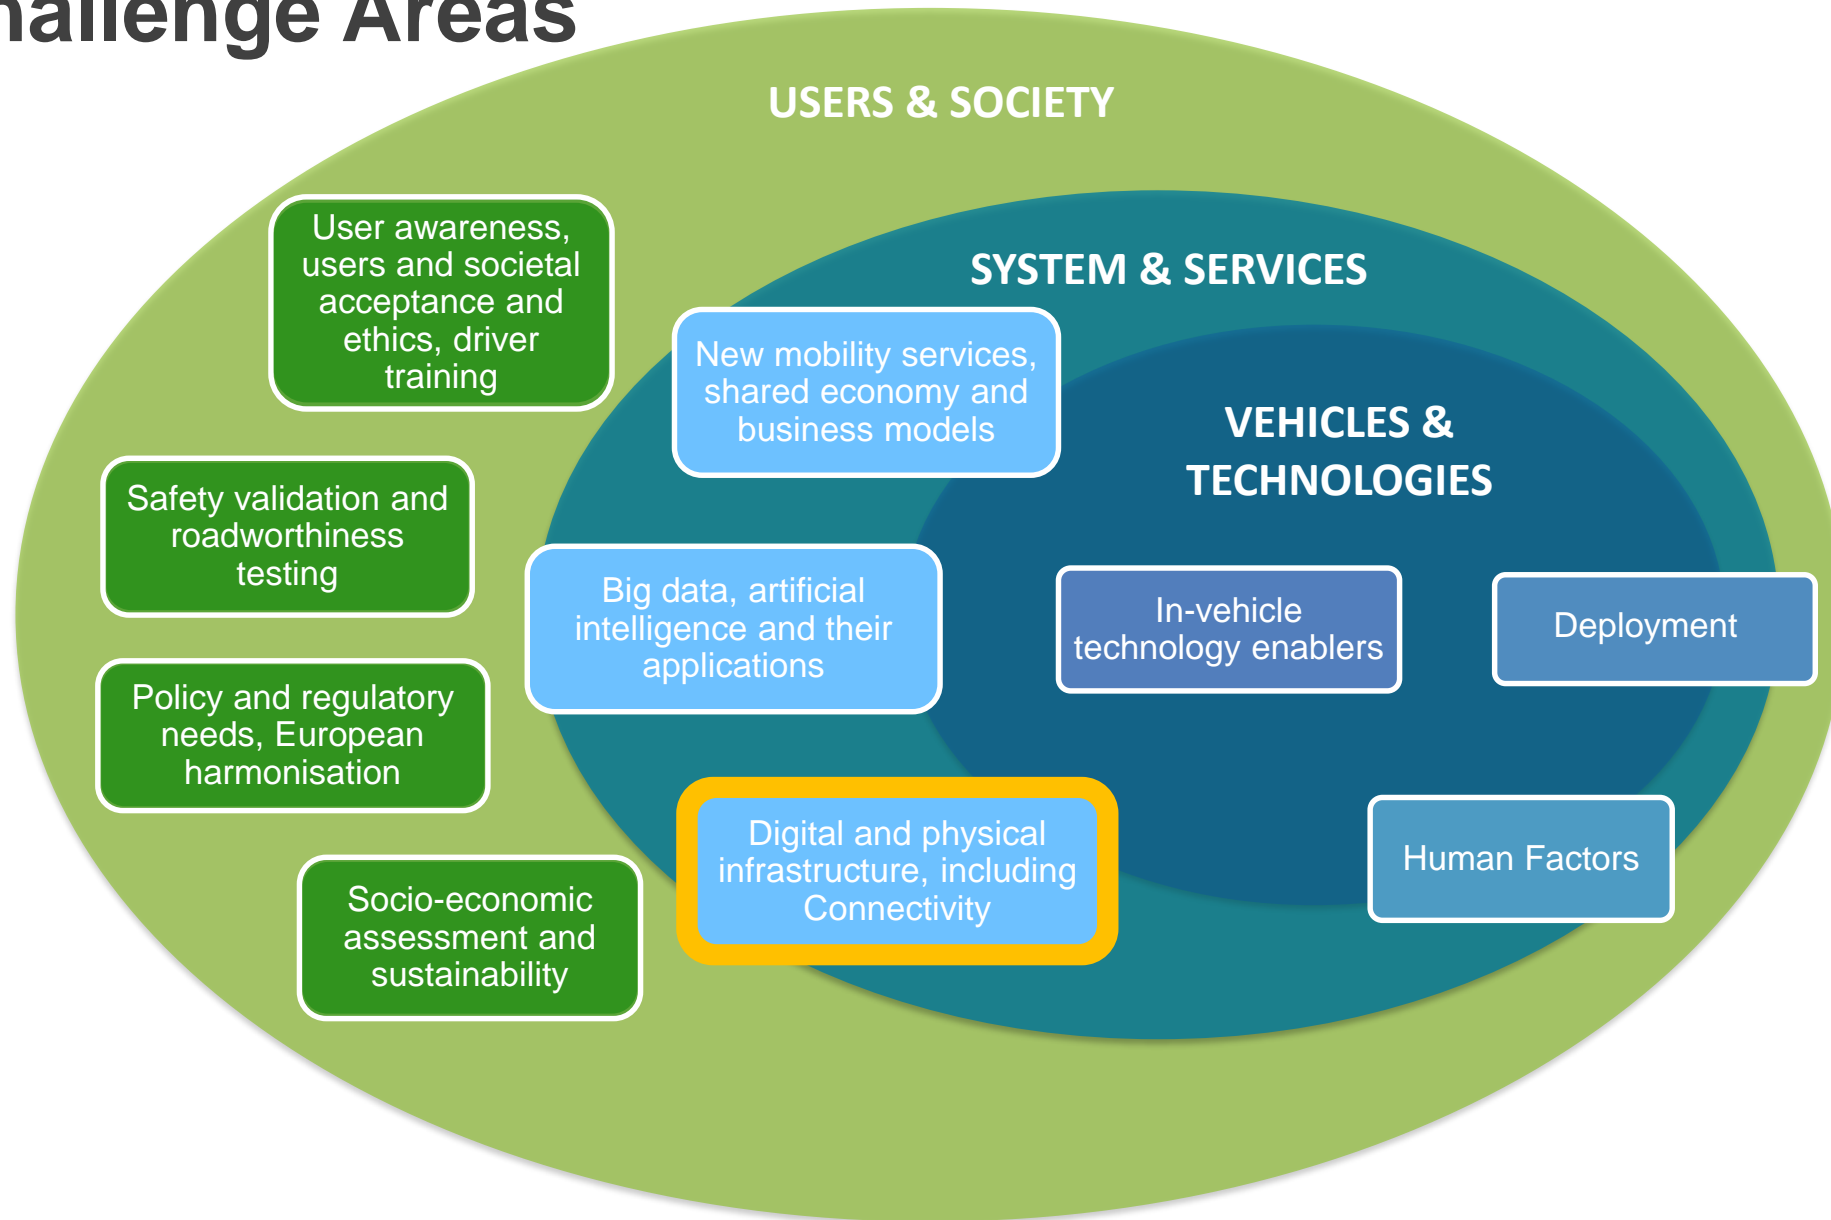 hallenge Areas
USERS & SOCIETY
User awareness,
users and societal
acceptance and
ethics, driver
training
SYSTEM & SERVICES
New mobility services,
shared economy and
business models
VEHICLES &
TECHNOLOGIES
Safety validation and
roadworthiness
testing
Big data, artificial
intelligence and their
applications
In-vehicle
technology enablers
Deployment
Policy and regulatory
needs, European
harmonisation
Digital and physical
infrastructure, including
Connectivity
Human Factors
Socio-economic
assessment and
sustainability